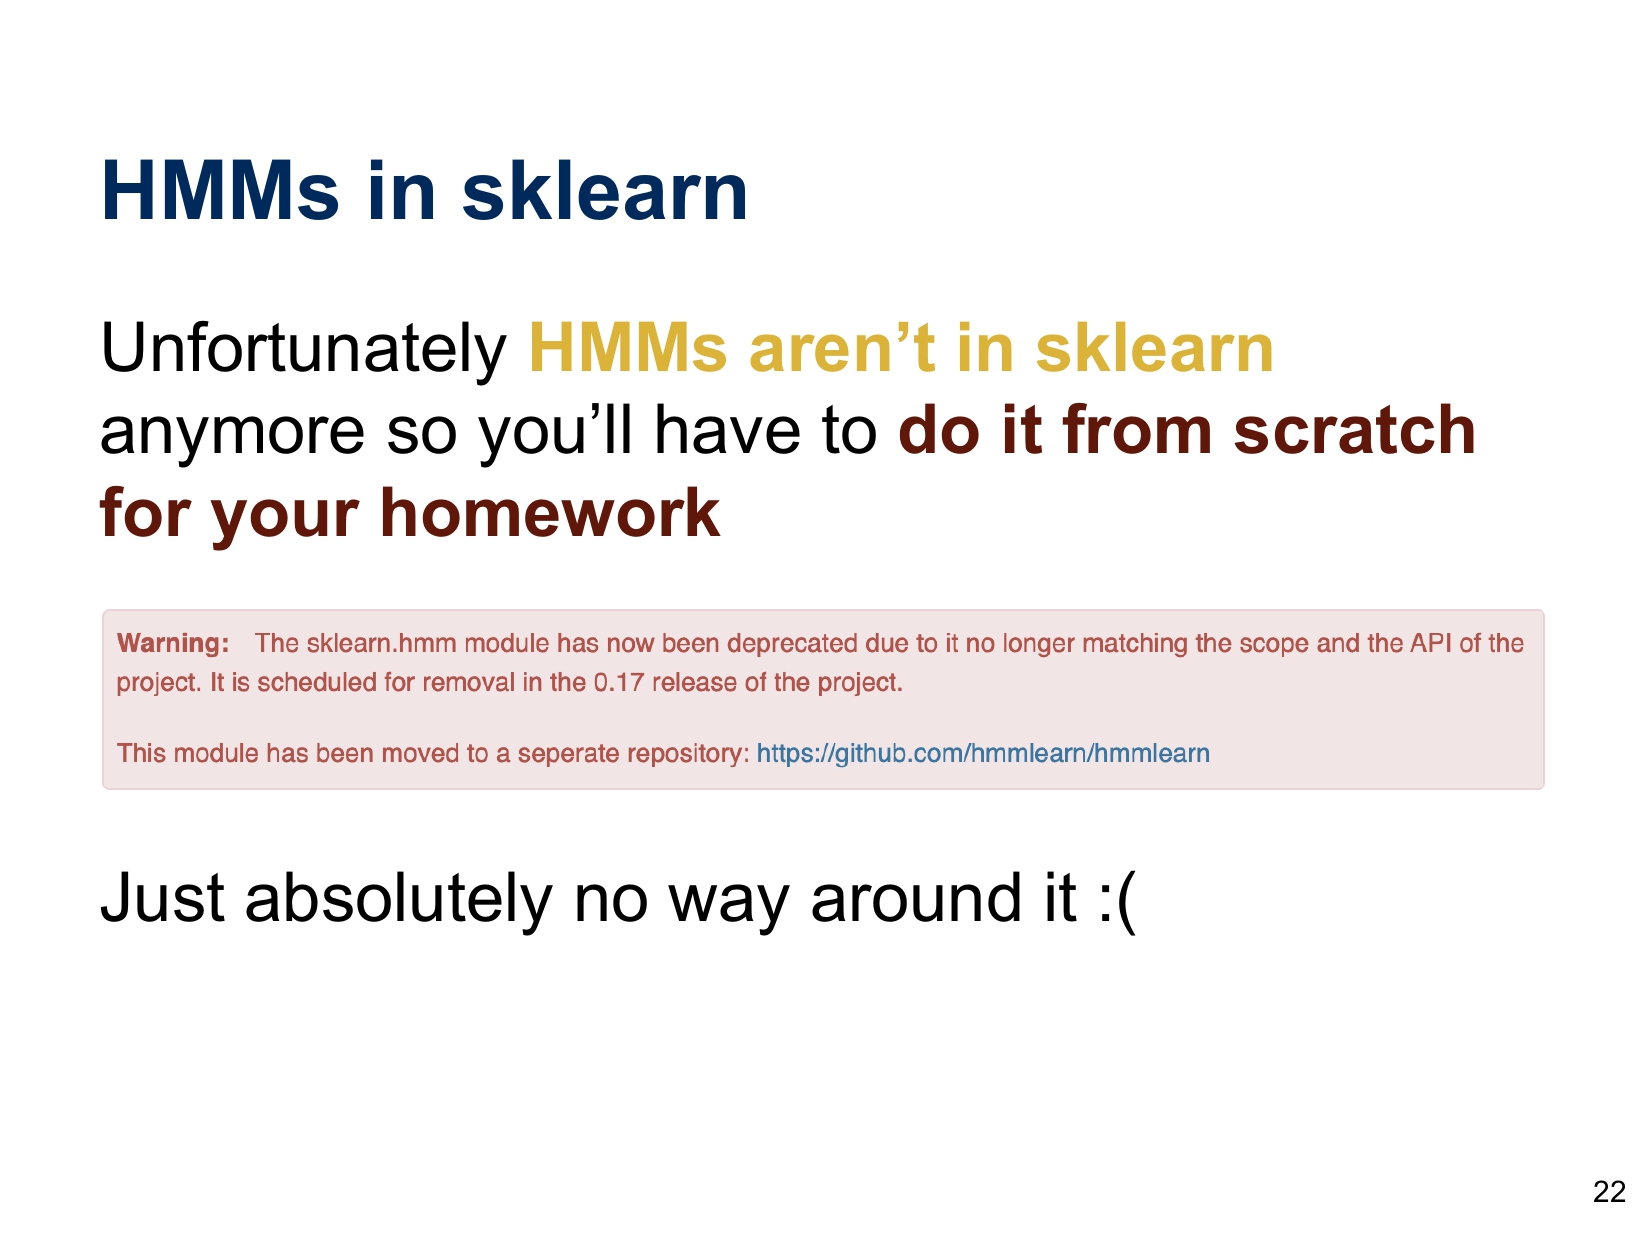 HMMs in sklearn
Unfortunately HMMs aren’t in sklearn
anymore so you’ll have to do it from scratch
for your homework
Warning: The sklearn.hmm module has now been deprecated due to it no longer matching the scope and the API of the
project. It is scheduled for removal in the 0.17 release of the project.
This module has been moved to a seperate repository: https://github.com/hmmlearn/hmmlearn
Just absolutely no way around it :(
22